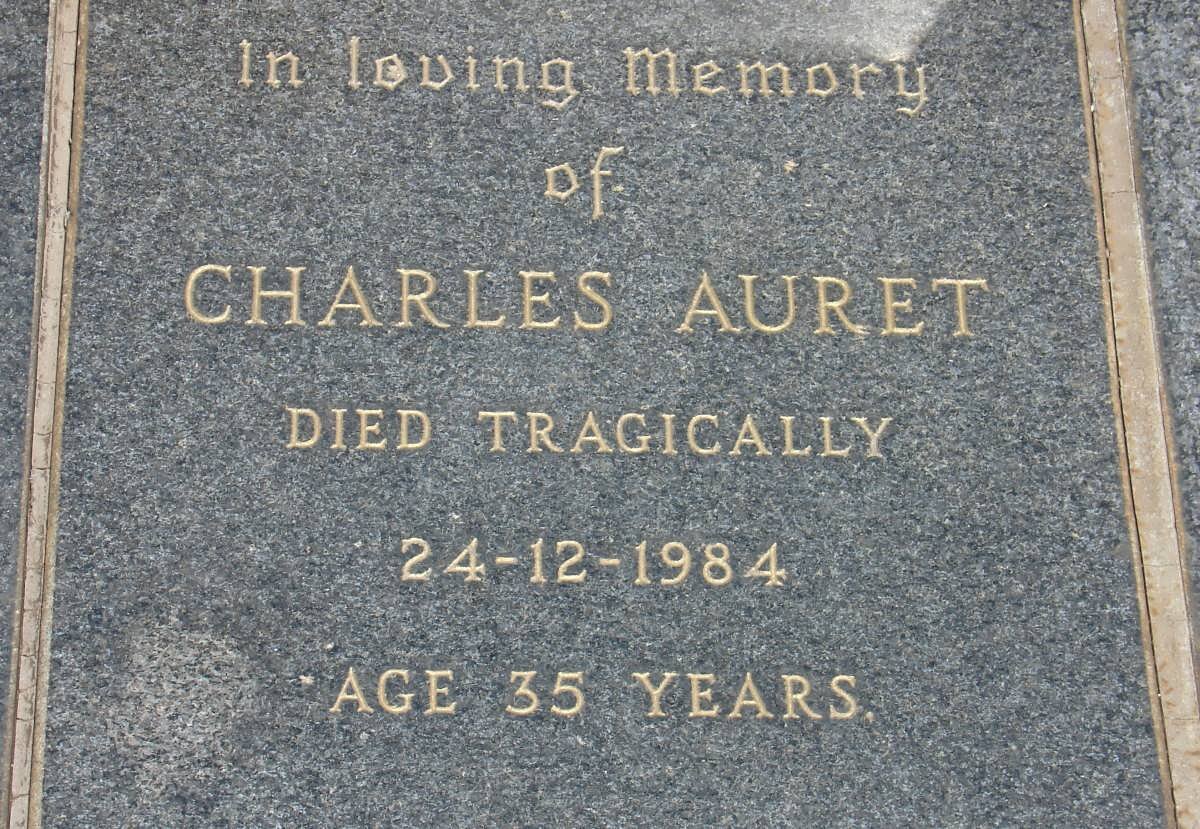 In loving Memory
of
CHARLES AURET
DIED TRAGICALLY
24-12-1984
AGE 35 YEARS.